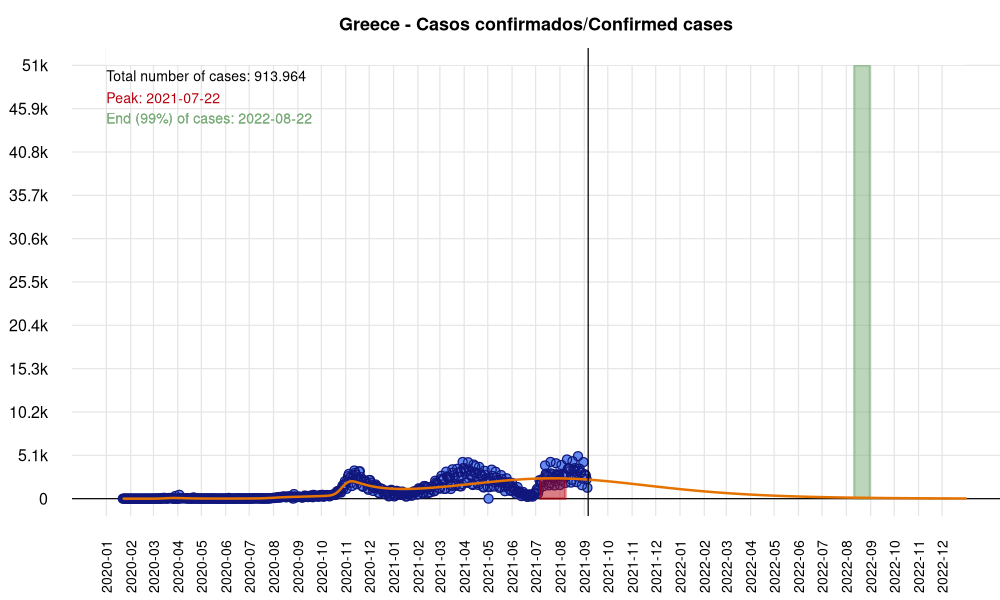 Greece - Casos confirmados/Confirmed cases
51k
Total number of cases: 913.964
Peak: 2021-07-22
End (99%) of cases: 2022-08-22
45.9k
40.8k
35.7k
30.6k
25.5k
20.4k
15.3k
10.2k
5.1k
0
2020-01
2020-02
2020-03
2020-04
2020-05
2020-06
2020-07
2020-08
2020-09
2020-10
2020-11
2020-12
2021-01
2021-02
2021-03
2021-04
2021-05
2021-06
2021-07
2021-08
2021-09
2021-10
2021-11
2021-12
2022-01
2022-02
2022-03
2022-04
2022-05
2022-06
2022-07
2022-08
2022-09
2022-10
2022-11
2022-12